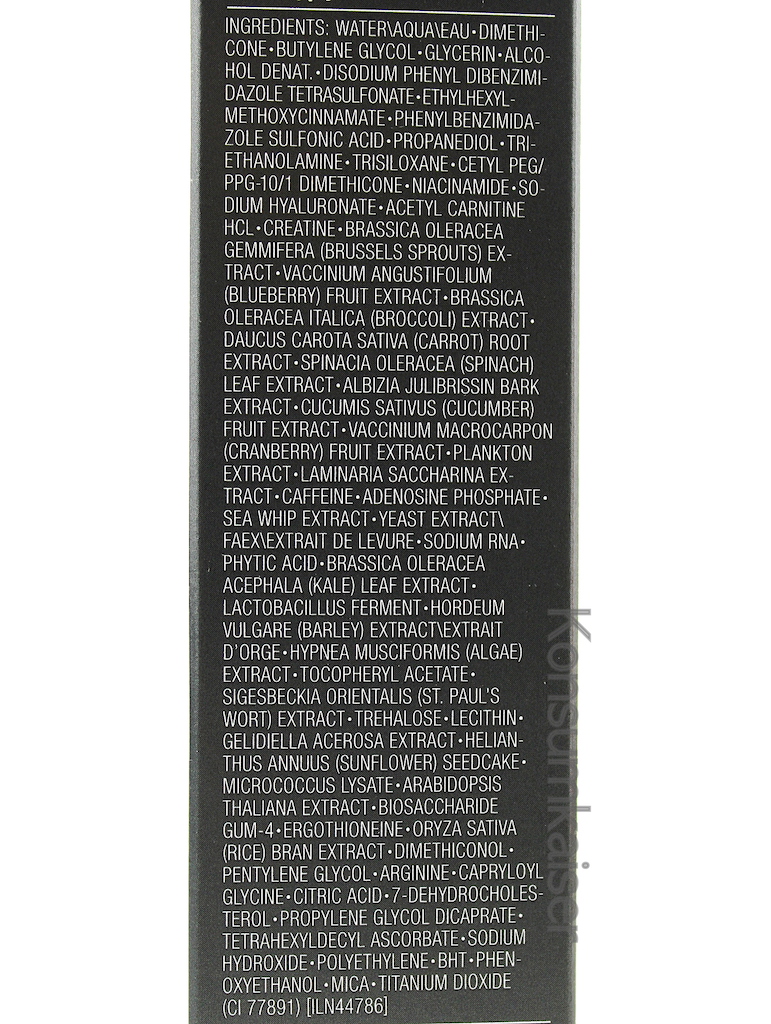 INGREDIENTS: WATER\AQUA\EAU•DIMETHI-
CONE•BUTYLENE GLYCOL•GLYCERIN•ALCO-
HOL DENAT.•DISODIUM PHENYL DIBENZIMI-
DAZOLE TETRASULFONATE•ETHYLHEXYL-
METHOXYCINNAMATE•PHENYLBENZIMIDA-
ZOLE SULFONIC ACID•PROPANEDIOL•TRI-
ETHANOLAMINE•TRISILOXANE•CETYL PEG/
PPG-10/1 DIMETHICONE•NIACINAMIDE•SO-
DIUM HYALURONATE•ACETYL CARNITINE
HCL•CREATINE•BRASSICA OLERACEA
GEMMIFERA (BRUSSELS SPROUTS) EX-
TRACT•VACCINIUM ANGUSTIFOLIUM
(BLUEBERRY) FRUIT EXTRACT•BRASSICA
OLERACEA ITALICA (BROCCOLI) EXTRACT•
DAUCUS CAROTA SATIVA (CARROT) ROOT
EXTRACT•SPINACIA OLERACEA (SPINACH)
LEAF EXTRACT•ALBIZIA JULIBRISSIN BARK
EXTRACT•CUCUMIS SATIVUS (CUCUMBER)
FRUIT EXTRACT•VACCINIUM MACROCARPON
(CRANBERRY) FRUIT EXTRACT•PLANKTON
EXTRACT•LAMINARIA SACCHARINA EX-
TRACT•CAFFEINE•ADENOSINE PHOSPHATE•
SEA WHIP EXTRACT•YEAST EXTRACT\
FAEX\EXTRAIT DE LEVURE•SODIUM RNA•
PHYTIC ACID•BRASSICA OLERACEA
ACEPHALA (KALE) LEAF EXTRACT•
LACTOBACILLUS FERMENT•HORDEUM
VULGARE (BARLEY) EXTRACT\EXTRAIT
D'ORGE•HYPNEA MUSCIFORMIS (ALGAE)
EXTRACT•TOCOPHERYL ACETATE•
SIGESBECKIA ORIENTALIS (ST. PAUL'S
WORT) EXTRACT•TREHALOSE•LECITHIN•
GELIDIELLA ACEROSA EXTRACT•HELIAN-
THUS ANNUUS (SUNFLOWER) SEEDCAKE•
MICROCOCCUS LYSATE•ARABIDOPSIS
THALIANA EXTRACT•BIOSACCHARIDE
GUM-4•ERGOTHIONEINE•ORYZA SATIVA
(RICE) BRAN EXTRACT•DIMETHICONOL•
PENTYLENE GLYCOL•ARGININE•CAPRYLOYL
GLYCINE•CITRIC ACID•7-DEHYDROCHOLES-
TEROL•PROPYLENE GLYCOL DICAPRATE•
TETRAHEXYLDECYL ASCORBATE•SODIUM
HYDROXIDE•POLYETHYLENE•BHT•PHEN-
OXYETHANOL•MICA•TITANIUM DIOXIDE
(CI 77891) [ILN44786]
Konsumkaiser